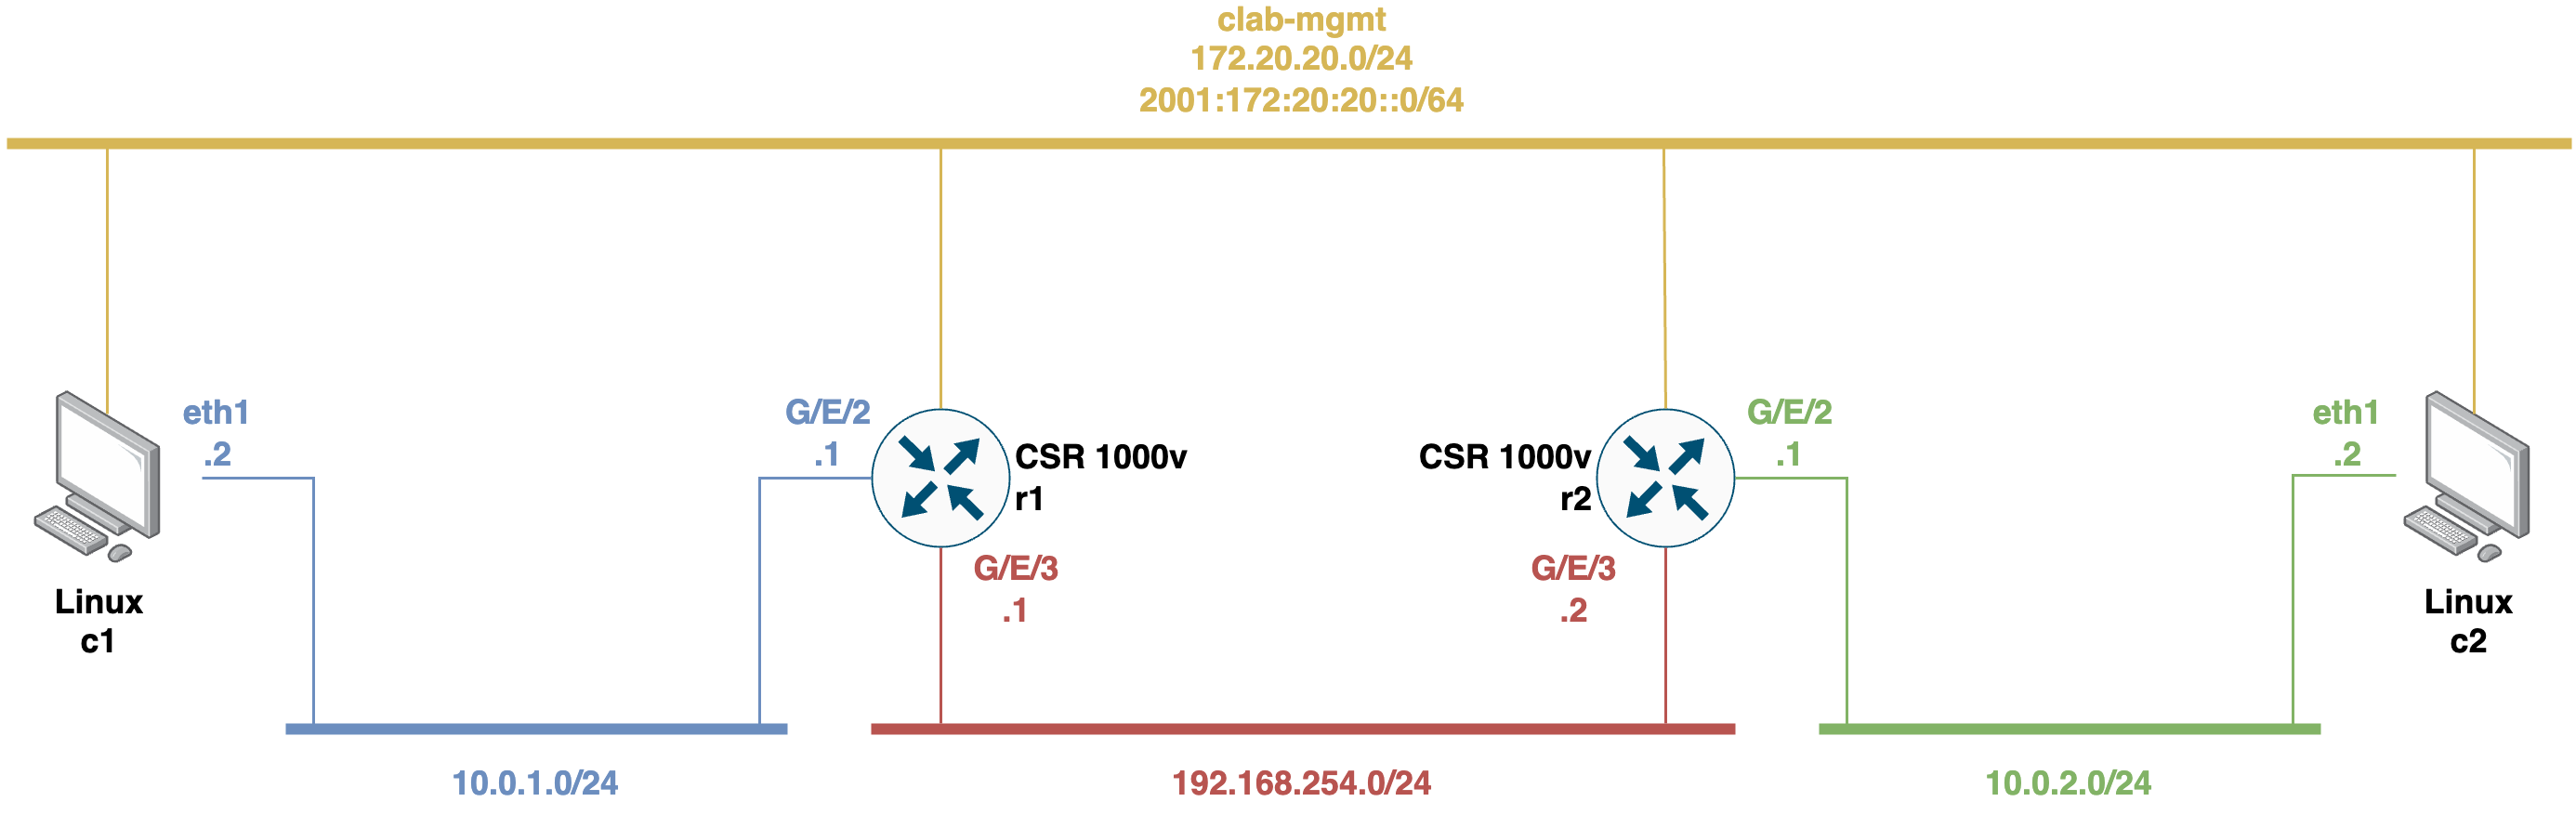 clab-mgmt
172.20.20.0/24
2001:172:20:20::0/64
eth1
.2
G/E/2
.1
CSR 1000v
r1
CSR 1000v
r2
G/E/2
.1
eth1
.2
G/E/3
.1
G/E/3
.2
Linux
c1
Linux
c2
10.0.1.0/24
192.168.254.0/24
10.0.2.0/24